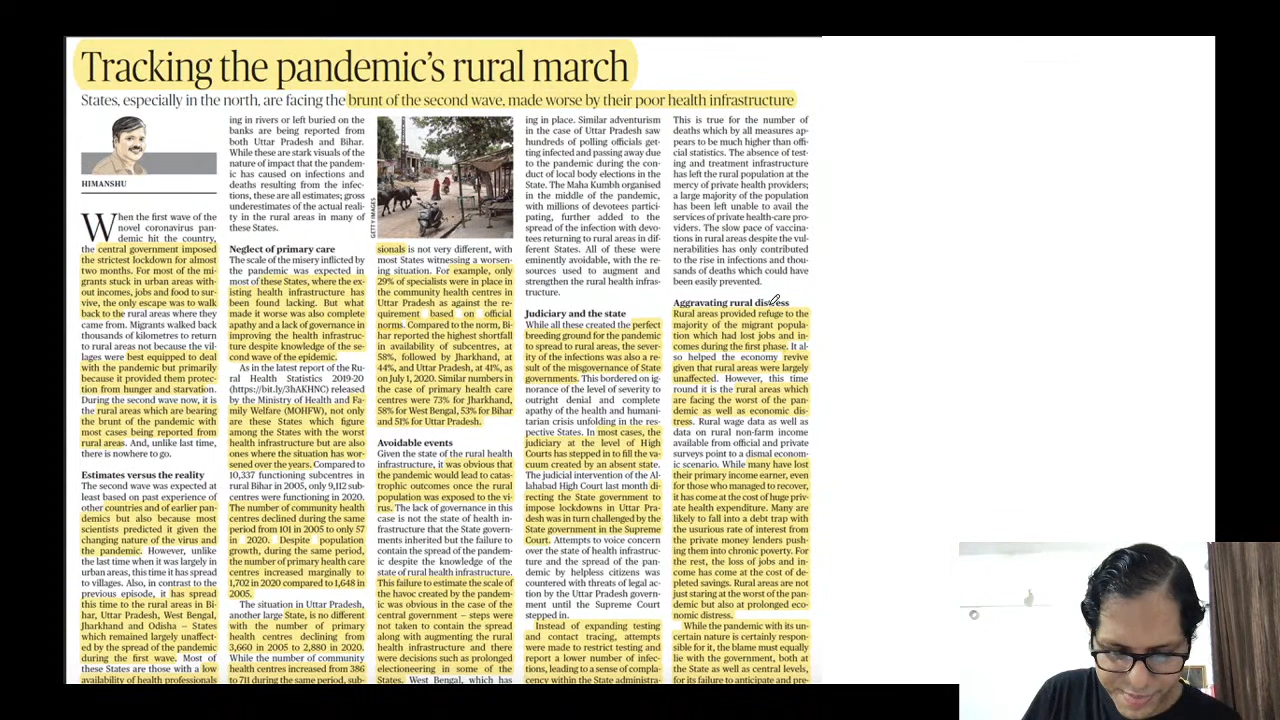 Tracking the pandemic's rural march
States, especially in the north, are facing the brunt of the second wave, made worse by their poor health infrastructure
HIMANSHU
When the first wave of the
novel coronavirus pan-
demic hit the country,
the central government imposed
the strictest lockdown for almost
two months. For most of the mi-
grants stuck in urban areas with-
out incomes, jobs and food to sur-
vive, the only escape was to walk
back to the rural areas where they
came from. Migrants walked back
thousands of kilometres to return
to rural areas not because the vil-
lages were best equipped to deal
with the pandemic but primarily
because it provided them protec-
tion from hunger and starvation.
During the second wave now, it is
the rural areas which are bearing
the brunt of the pandemic with
most cases being reported from
rural areas. And, unlike last time,
there is nowhere to go.
Estimates versus the reality
The second wave was expected at
least based on past experience of
other countries and of earlier pan-
demics but also because most
scientists predicted it given the
changing nature of the virus and
the pandemic. However, unlike
the last time when it was largely in
urban areas, this time it has spread
to villages. Also, in contrast to the
previous episode, it has spread
this time to the rural areas in Bi-
har, Uttar Pradesh, West Bengal,
Jharkhand and Odisha – States
which remained largely unaffect-
ed by the spread of the pandemic
during the first wave. Most of
these States are those with a low
availability of health professionals
ing in rivers or left buried on the
banks are being reported from
both Uttar Pradesh and Bihar.
While these are stark visuals of the
nature of impact that the pandem-
ic has caused on infections and
deaths resulting from the infec-
tions, these are all estimates; gross
underestimates of the actual reali-
ty in the rural areas in many of
these States.
Neglect of primary care
The scale of the misery inflicted by
the pandemic was expected in
most of these States, where the ex-
isting health infrastructure has
been found lacking. But what
made it worse was also complete
apathy and a lack of governance in
improving the health infrastruc-
ture despite knowledge of the se-
cond wave of the epidemic.
As in the latest report of the Ru-
ral Health Statistics 2019-20
(https://bit.ly/3hAKHNC) released
by the Ministry of Health and Fa-
mily Welfare (MOHFW), not only
are these States which figure
among the States with the worst
health infrastructure but are also
ones where the situation has wor-
sened over the years. Compared to
10,337 functioning subcentres in
rural Bihar in 2005, only 9,112 sub-
centres were functioning in 2020.
The number of community health
centres declined during the same
period from 101 in 2005 to only 57
in 2020. Despite population
growth, during the same period,
the number of primary health
centres increased marginally to
1,702 in 2020 compared to 1,648 in
2005.
The situation in Uttar Pradesh,
another large State, is no different
with the number of primary
health centres declining from
3,660 in 2005 to 2,880 in 2020.
While the number of community
health centres increased from 386
to 711 during the same period, sub-
GETTY IMAGES
sionals is not very different, with
most States witnessing a worsen-
ing situation. For example, only
29% of specialists were in place in
the community health centres in
Uttar Pradesh as against the re-
quirement based on official
norms. Compared to the norm, Bi-
har reported the highest shortfall
in availability of subcentres, at
58%, followed by Jharkhand, at
44%, and Uttar Pradesh, at 41%, as
on July 1, 2020. Similar numbers in
the case of primary health care
centres were 73% for Jharkhand,
58% for West Bengal, 53% for Bihar
and 51% for Uttar Pradesh.
Avoidable events
Given the state of the rural health
infrastructure, it was obvious that
the pandemic would lead to catas-
trophic outcomes once the rural
population was exposed to the vi-
rus. The lack of governance in this
case is not the state of health in-
frastructure that the State govern-
ments inherited but the failure to
contain the spread of the pandem-
ic despite the knowledge of the
state of rural health infrastructure.
This failure to estimate the scale of
the havoc created by the pandem-
ic was obvious in the case of the
central government – steps were
not taken to contain the spread
along with augmenting the rural
health infrastructure and there
were decisions such as prolonged
electioneering in some of the
States. West Bengal, which has
ing in place. Similar adventurism
in the case of Uttar Pradesh saw
hundreds of polling officials get-
ting infected and passing away due
to the pandemic during the con-
duct of local body elections in the
State. The Maha Kumbh organised
in the middle of the pandemic,
with millions of devotees partici-
pating, further added to the
spread of the infection with devo-
tees returning to rural areas in dif-
ferent States. All of these were
eminently avoidable, with the re-
sources used to augment and
strengthen the rural health infras-
tructure.
Judiciary and the state
While all these created the perfect
breeding ground for the pandemic
to spread to rural areas, the sever-
ity of the infections was also a re-
sult of the misgovernance of State
governments. This bordered on ig-
norance of the level of severity to
outright denial and complete
apathy of the health and humani-
tarian crisis unfolding in the res-
pective States. In most cases, the
judiciary at the level of High
Courts has stepped in to fill the va-
cuum created by an absent state.
The judicial intervention of the Al-
lahabad High Court last month di-
recting the State government to
impose lockdowns in Uttar Pra-
desh was in turn challenged by the
State government in the Supreme
Court. Attempts to voice concern
over the state of health infrastruc-
ture and the spread of the pan-
demic by helpless citizens was
countered with threats of legal ac-
tion by the Uttar Pradesh govern-
ment until the Supreme Court
stepped in.
Instead of expanding testing
and contact tracing, attempts
were made to restrict testing and
report a lower number of infec-
tions, leading to a sense of compla-
cency within the State administra-
This is true for the number of
deaths which by all measures ap-
pears to be much higher than offi-
cial statistics. The absence of test-
ing and treatment infrastructure
has left the rural population at the
mercy of private health providers;
a large majority of the population
has been left unable to avail the
services of private health-care pro-
viders. The slow pace of vaccina-
tions in rural areas despite the vul-
nerabilities has only contributed
to the rise in infections and thou-
sands of deaths which could have
been easily prevented.
Aggravating rural distress
Rural areas provided refuge to the
majority of the migrant popula-
tion which had lost jobs and in-
comes during the first phase. It al-
so helped the economy revive
given that rural areas were largely
unaffected. However, this time
round it is the rural areas which
are facing the worst of the pan-
demic as well as economic dis-
tress. Rural wage data as well as
data on rural non-farm income
available from official and private
surveys point to a dismal econom-
ic scenario. While many have lost
their primary income earner, even
for those who managed to recover,
it has come at the cost of huge priv-
ate health expenditure. Many are
likely to fall into a debt trap with
the usurious rate of interest from
the private money lenders push-
ing them into chronic poverty. For
the rest, the loss of jobs and in-
come has come at the cost of de-
pleted savings. Rural areas are not
just staring at the worst of the pan-
demic but also at prolonged eco-
nomic distress.
While the pandemic with its un-
certain nature is certainly respon-
sible for it, the blame must equally
lie with the government, both at
the State as well as central levels,
for its failure to anticipate and pre-